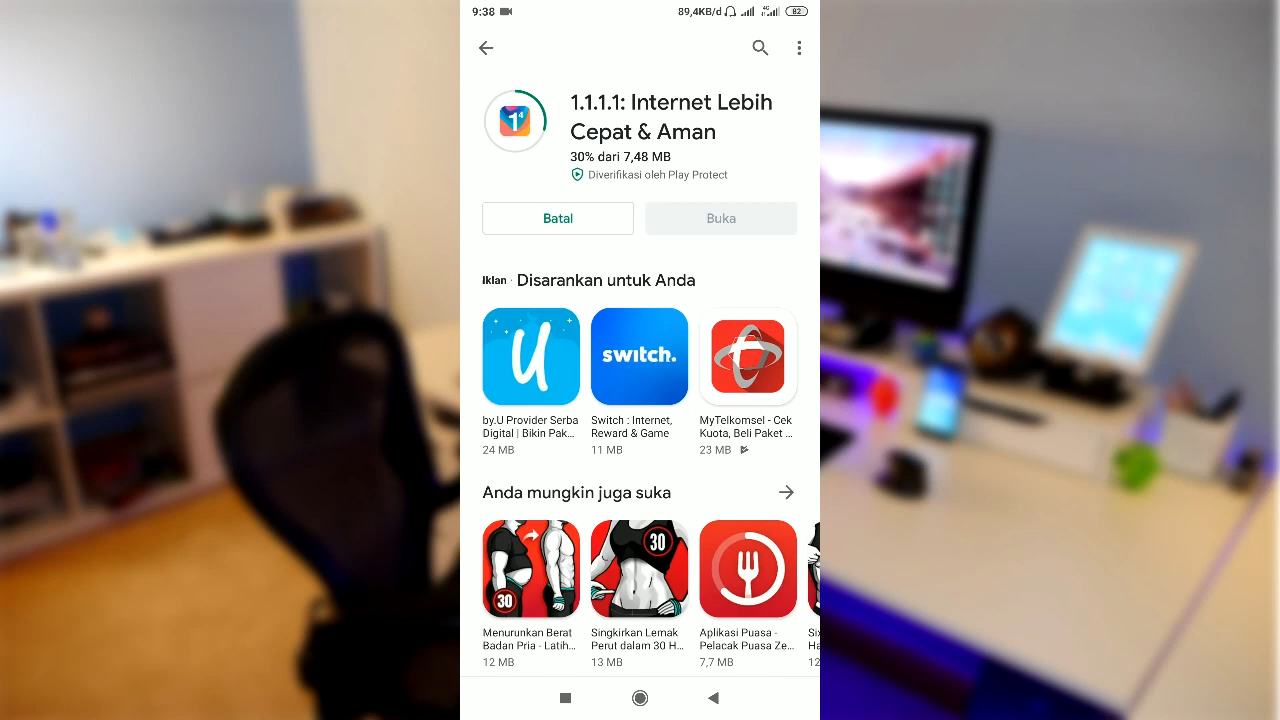 9:38
89,4KB/d 4G 82
1.1.1.1: Internet Lebih
Cepat & Aman
30% dari 7,48 MB
Diverifikasi oleh Play Protect
Batal
Buka
Iklan · Disarankan untuk Anda
U
switch.
by.U Provider Serba
Digital | Bikin Pak...
24 MB
Switch : Internet,
Reward & Game
11 MB
MyTelkomsel - Cek
Kuota, Beli Paket ...
23 MB
Anda mungkin juga suka
30
30
Menurunkan Berat
Badan Pria - Latih...
12 MB
Singkirkan Lemak
Perut dalam 30 H...
13 MB
Aplikasi Puasa -
Pelacak Puasa Ze...
7,7 MB